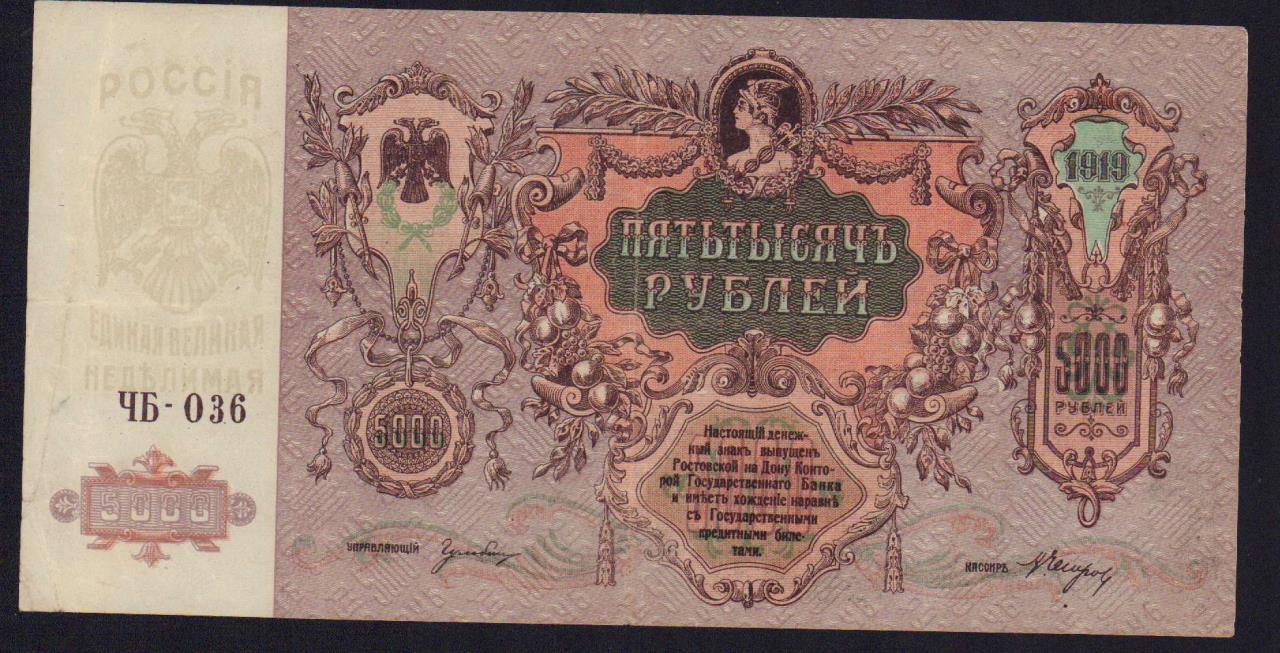 РОССІЯ
ЕДИНАЯ ВЕЛИКАЯ
НЕДѢЛИМАЯ
ЧБ - 036
5000
5000
ПЯТЬТЫСЯЧЪ
РУБЛЕЙ
Настоящій денеж-
ный знакъ выпущенъ
Ростовской на Дону Конто-
рой Государственнаго Банка
и имѣетъ хожденіе наравнѣ
съ Государственными
кредитными биле-
тами.
УПРАВЛЯЮЩІЙ
КАССИРЪ
1919
5000
РУБЛЕЙ